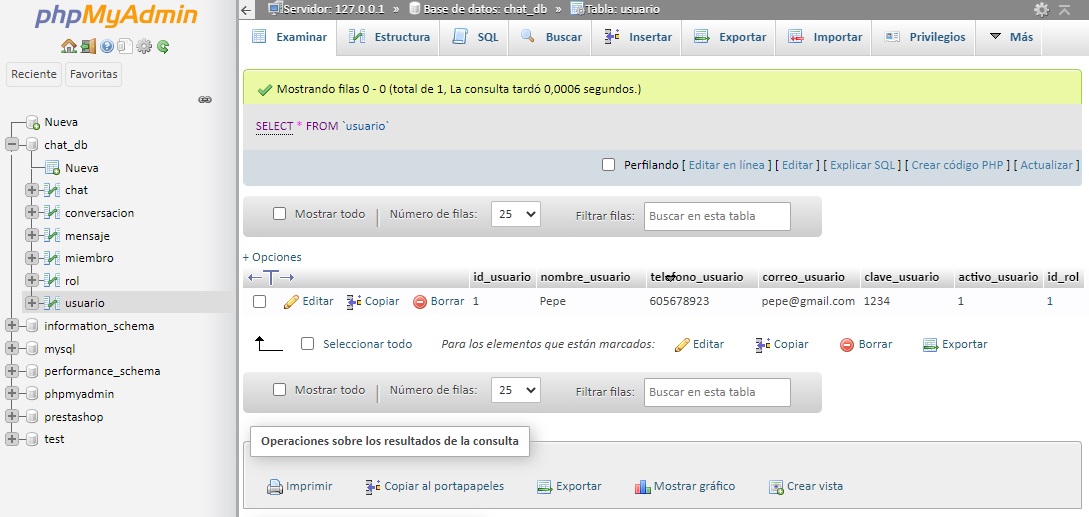 phpMyAdmin
Reciente Favoritas
Nueva
chat_db
Nueva
chat
conversacion
mensaje
miembro
rol
usuario
information_schema
mysql
performance_schema
phpmyadmin
prestashop
test
Servidor: 127.0.0.1 » Base de datos: chat_db » Tabla: usuario
Examinar Estructura SQL Buscar Insertar Exportar Importar Privilegios Más
Mostrando filas 0 - 0 (total de 1, La consulta tardó 0,0006 segundos.)
SELECT * FROM `usuario`
Perfilando [ Editar en línea ] [ Editar ] [ Explicar SQL ] [ Crear código PHP ] [ Actualizar ]
Mostrar todo | Número de filas: 25 Filtrar filas: Buscar en esta tabla
+ Opciones
id_usuario nombre_usuario telefono_usuario correo_usuario clave_usuario activo_usuario id_rol
Editar Copiar Borrar 1 Pepe 605678923 pepe@gmail.com 1234 1 1
Seleccionar todo Para los elementos que están marcados: Editar Copiar Borrar Exportar
Mostrar todo | Número de filas: 25 Filtrar filas: Buscar en esta tabla
Operaciones sobre los resultados de la consulta
Imprimir Copiar al portapapeles Exportar Mostrar gráfico Crear vista